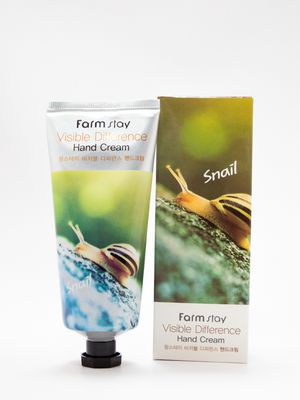 Farm stay
Visible Difference
Hand Cream
팜스테이 비저블 디퍼런스 핸드크림
Snail
Snail
Farm stay
Visible Difference
Hand Cream
팜스테이 비저블 디퍼런스 핸드크림